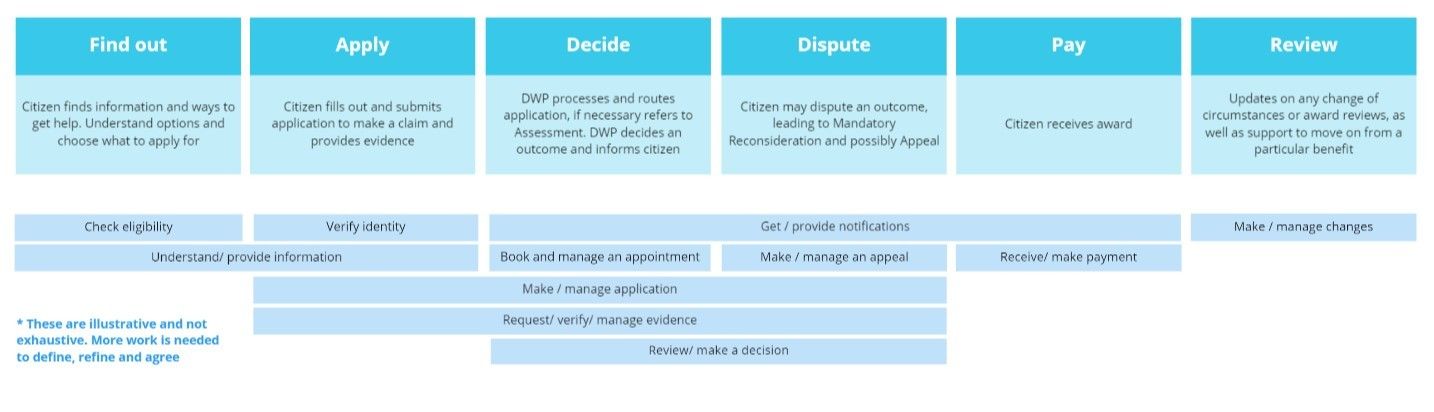 Find out
Apply
Decide
Dispute
Pay
Review
Citizen finds information and ways to
get help. Understand options and
choose what to apply for
Citizen fills out and submits
application to make a claim and
provides evidence
DWP processes and routes
application, if necessary refers to
Assessment. DWP decides an
outcome and informs citizen
Citizen may dispute an outcome,
leading to Mandatory
Reconsideration and possibly Appeal
Citizen receives award
Updates on any change of
circumstances or award reviews, as
well as support to move on from a
particular benefit
Check eligibility
Verify identity
Get / provide notifications
Make / manage changes
Understand/ provide information
Book and manage an appointment
Make / manage an appeal
Receive/ make payment
Make / manage application
Request/ verify/ manage evidence
Review/ make a decision
* These are illustrative and not
exhaustive. More work is needed
to define, refine and agree